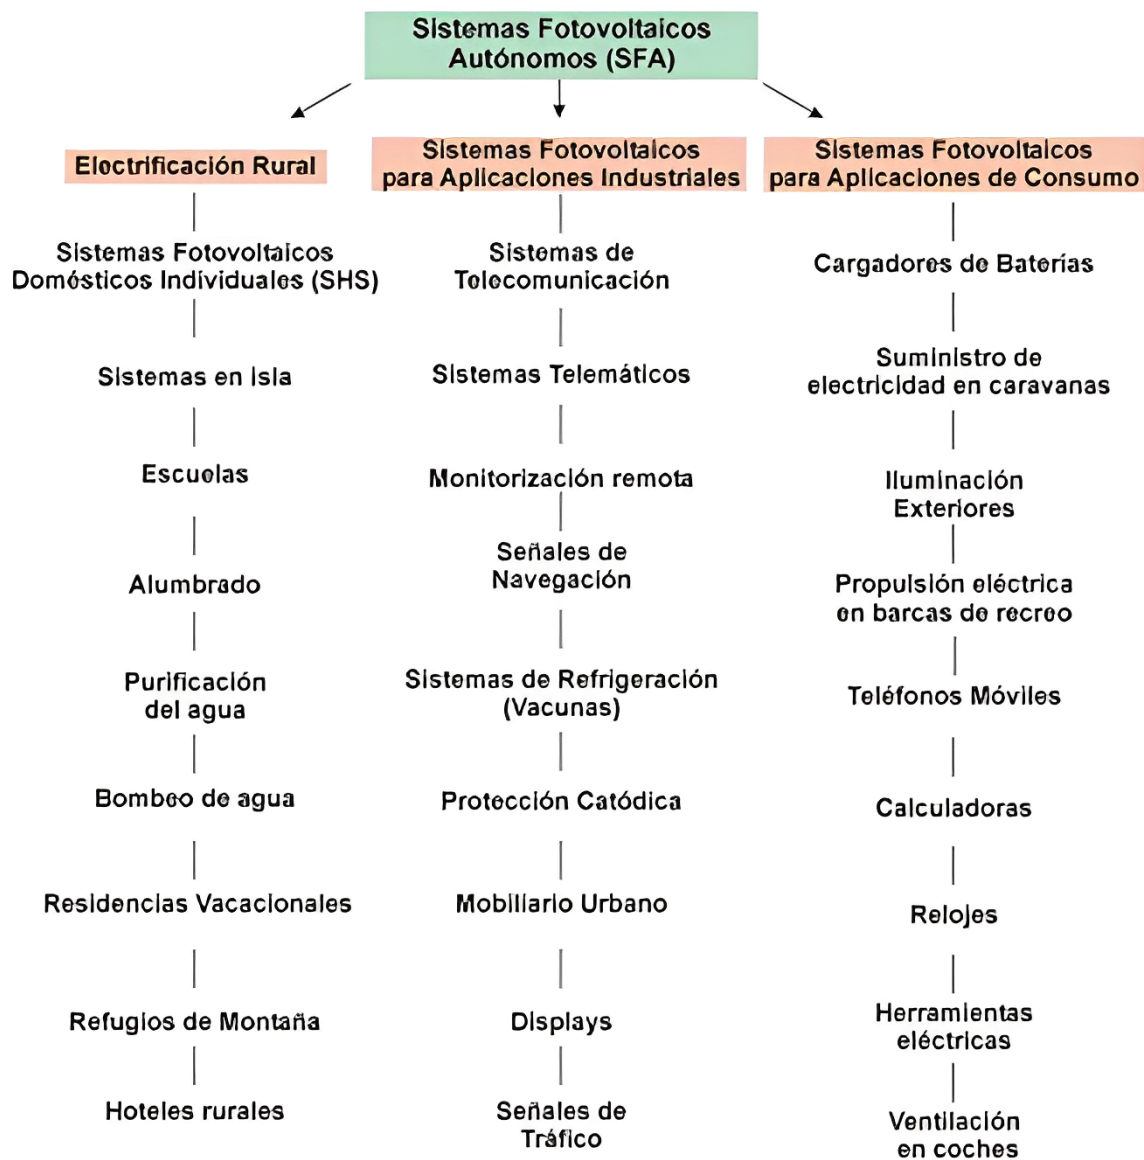 Sistemas Fotovoltaicos
Autónomos (SFA)
Electrificación Rural
Sistemas Fotovoltaicos
Domésticos Individuales (SHS)
Sistemas en Isla
Escuelas
Alumbrado
Purificación
del agua
Bombeo de agua
Residencias Vacacionales
Refugios de Montaña
Hoteles rurales
Sistemas Fotovoltaicos
para Aplicaciones Industriales
Sistemas de
Telecomunicación
Sistemas Telemáticos
Monitorización remota
Señales de
Navegación
Sistemas de Refrigeración
(Vacunas)
Protección Catódica
Mobiliario Urbano
Displays
Señales de
Tráfico
Sistemas Fotovoltaicos
para Aplicaciones de Consumo
Cargadores de Baterías
Suministro de
electricidad en caravanas
Iluminación
Exteriores
Propulsión eléctrica
en barcas de recreo
Teléfonos Móviles
Calculadoras
Relojes
Herramientas
eléctricas
Ventilación
en coches